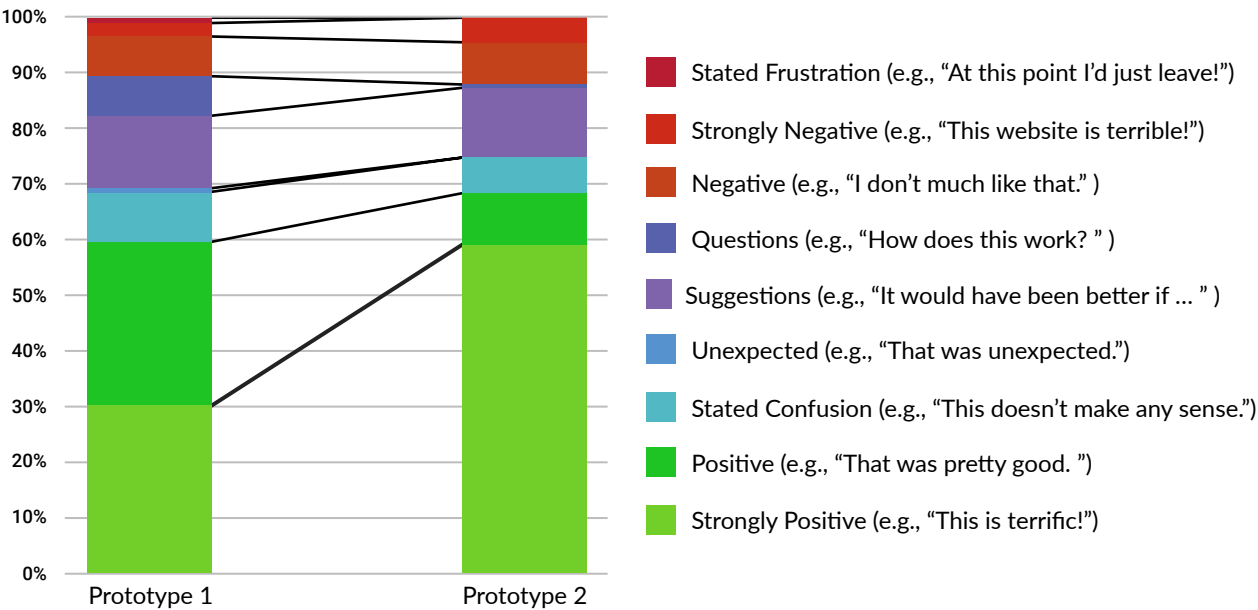 100%
90%
80%
70%
60%
50%
40%
30%
20%
10%
0%
Prototype 1
Prototype 2
Stated Frustration (e.g., “At this point I’d just leave!”)
Strongly Negative (e.g., “This website is terrible!”)
Negative (e.g., “I don’t much like that.” )
Questions (e.g., “How does this work? ” )
Suggestions (e.g., “It would have been better if ... ” )
Unexpected (e.g., “That was unexpected.”)
Stated Confusion (e.g., “This doesn’t make any sense.”)
Positive (e.g., “That was pretty good. ”)
Strongly Positive (e.g., “This is terrific!”)